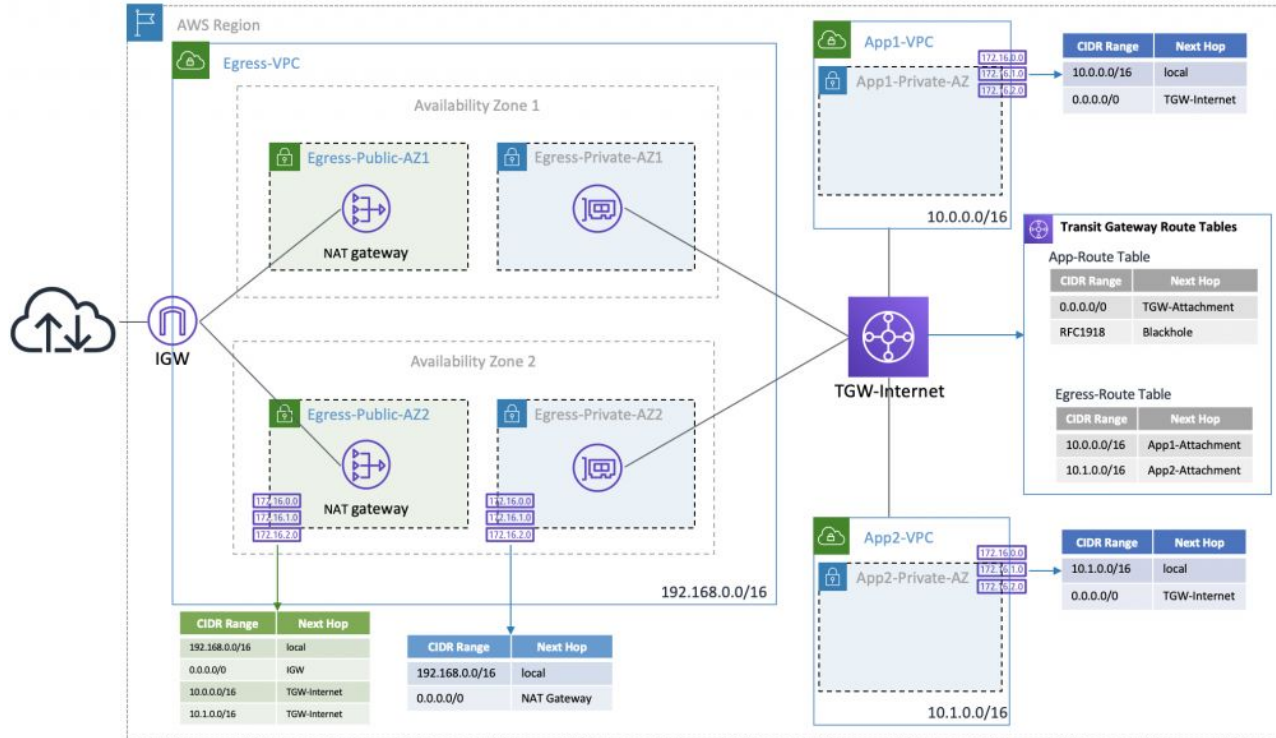 AWS Region
Egress-VPC
Availability Zone 1
Egress-Public-AZ1
NAT gateway
Egress-Private-AZ1
IGW
Availability Zone 2
Egress-Public-AZ2
NAT gateway
172.16.0.0
172.16.1.0
172.16.2.0
Egress-Private-AZ2
172.16.0.0
172.16.1.0
172.16.2.0
192.168.0.0/16
CIDR Range Next Hop
192.168.0.0/16 local
0.0.0.0/0 IGW
10.0.0.0/16 TGW-Internet
10.1.0.0/16 TGW-Internet
CIDR Range Next Hop
192.168.0.0/16 local
0.0.0.0/0 NAT Gateway
App1-VPC
172.16.0.0
172.16.1.0
172.16.2.0
App1-Private-AZ
10.0.0.0/16
CIDR Range Next Hop
10.0.0.0/16 local
0.0.0.0/0 TGW-Internet
TGW-Internet
Transit Gateway Route Tables
App-Route Table
CIDR Range Next Hop
0.0.0.0/0 TGW-Attachment
RFC1918 Blackhole
Egress-Route Table
CIDR Range Next Hop
10.0.0.0/16 App1-Attachment
10.1.0.0/16 App2-Attachment
App2-VPC
172.16.0.0
172.16.1.0
172.16.2.0
App2-Private-AZ
10.1.0.0/16
CIDR Range Next Hop
10.1.0.0/16 local
0.0.0.0/0 TGW-Internet